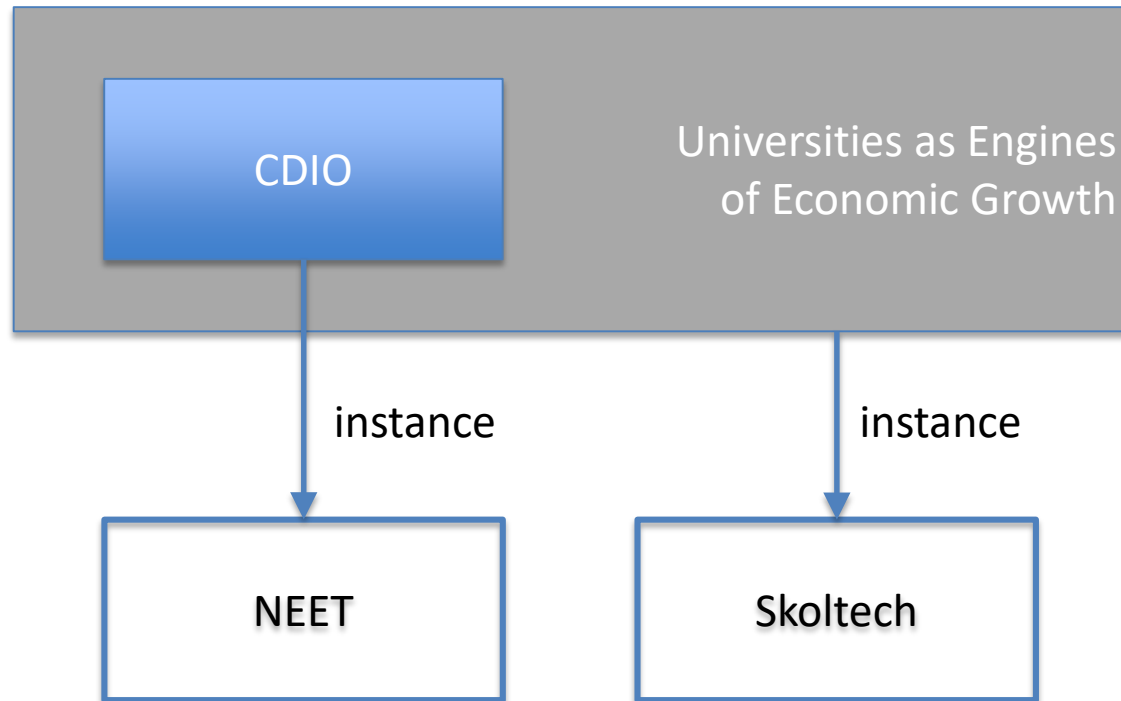 CDIO
Universities as Engines
of Economic Growth
instance
instance
NEET
Skoltech